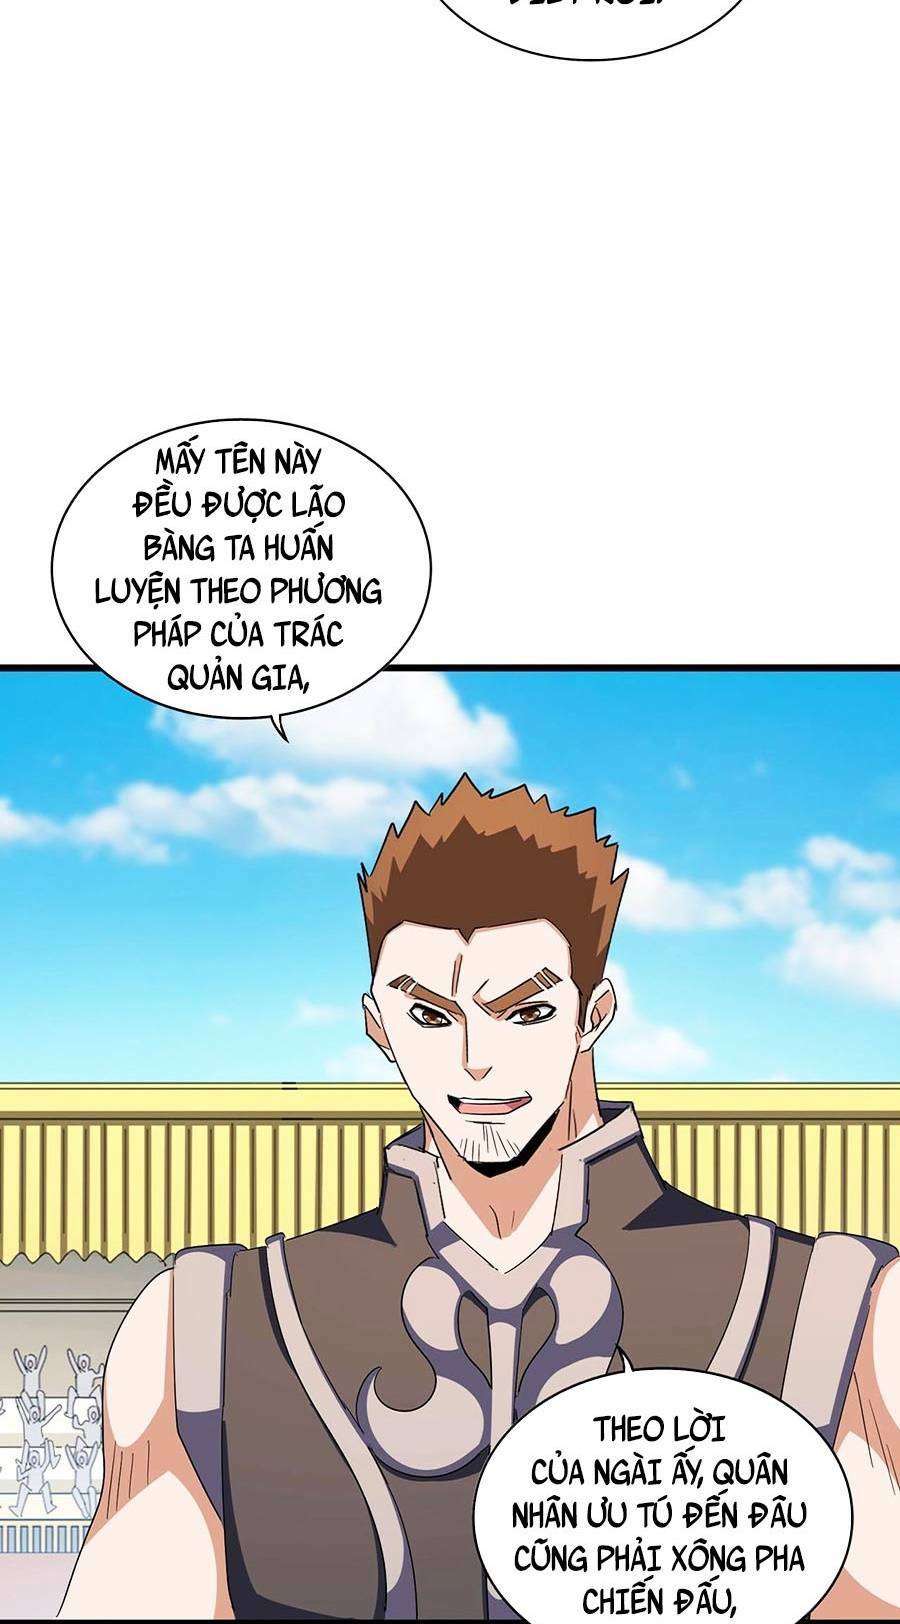 MẤY TÊN NÀY
ĐỀU ĐƯỢC LÃO
BÀNG TA HUẤN
LUYỆN THEO PHƯƠNG
PHÁP CỦA TRÁC
QUẢN GIA,
THEO LỜI
CỦA NGÀI ẤY, QUÂN
NHÂN ƯU TÚ ĐẾN ĐÂU
CŨNG PHẢI XÔNG PHA
CHIẾN ĐẤU,